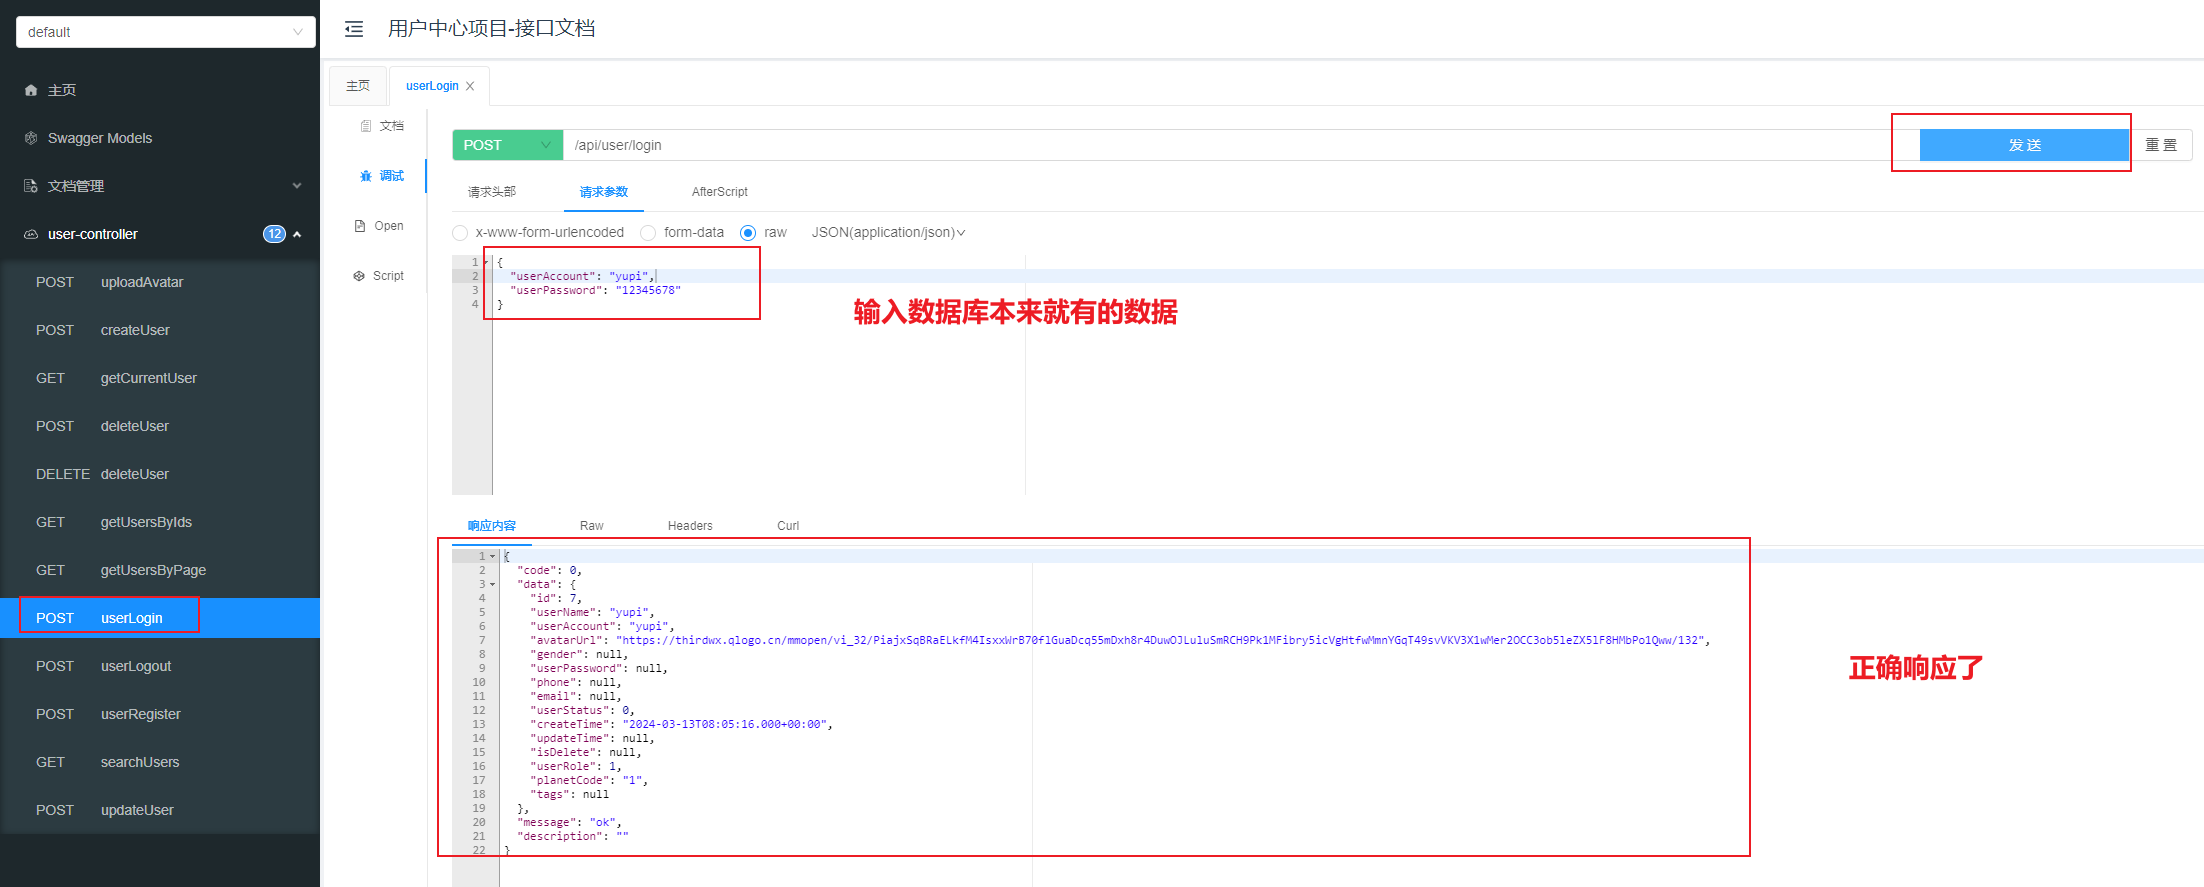 default
用户中心项目-接口文档
主页
Swagger Models
文档管理
user-controller
12
POST uploadAvatar
POST createUser
GET getCurrentUser
POST deleteUser
DELETE deleteUser
GET getUsersByIds
GET getUsersByPage
POST userLogin
POST userLogout
POST userRegister
GET searchUsers
POST updateUser
主页
userLogin
文档
调试
Open
Script
POST
/api/user/login
发 送
重 置
请求头部
请求参数
AfterScript
x-www-form-urlencoded
form-data
raw
JSON(application/json)
1 {
2 "userAccount": "yupi",
3 "userPassword": "12345678"
4 }
输入数据库本来就有的数据
响应内容
Raw
Headers
Curl
1 {
2 "code": 0,
3 "data": {
4 "id": 7,
5 "userName": "yupi",
6 "userAccount": "yupi",
7 "avatarUrl": "https://thirdwx.qlogo.cn/mmopen/vi_32/PiajxSqBRaELkfM4IsxxWrB70flGuaDcq55mDxh8r4DuwOJLuluSmRCH9Pk1MFibry5icVgHtfwMmnYGqT49svVKV3X1wMer2OCC3ob5leZX5lF8HMbPo1Qww/132",
8 "gender": null,
9 "userPassword": null,
10 "phone": null,
11 "email": null,
12 "userStatus": 0,
13 "createTime": "2024-03-13T08:05:16.000+00:00",
14 "updateTime": null,
15 "isDelete": null,
16 "userRole": 1,
17 "planetCode": "1",
18 "tags": null
19 },
20 "message": "ok",
21 "description": ""
22 }
正确响应了